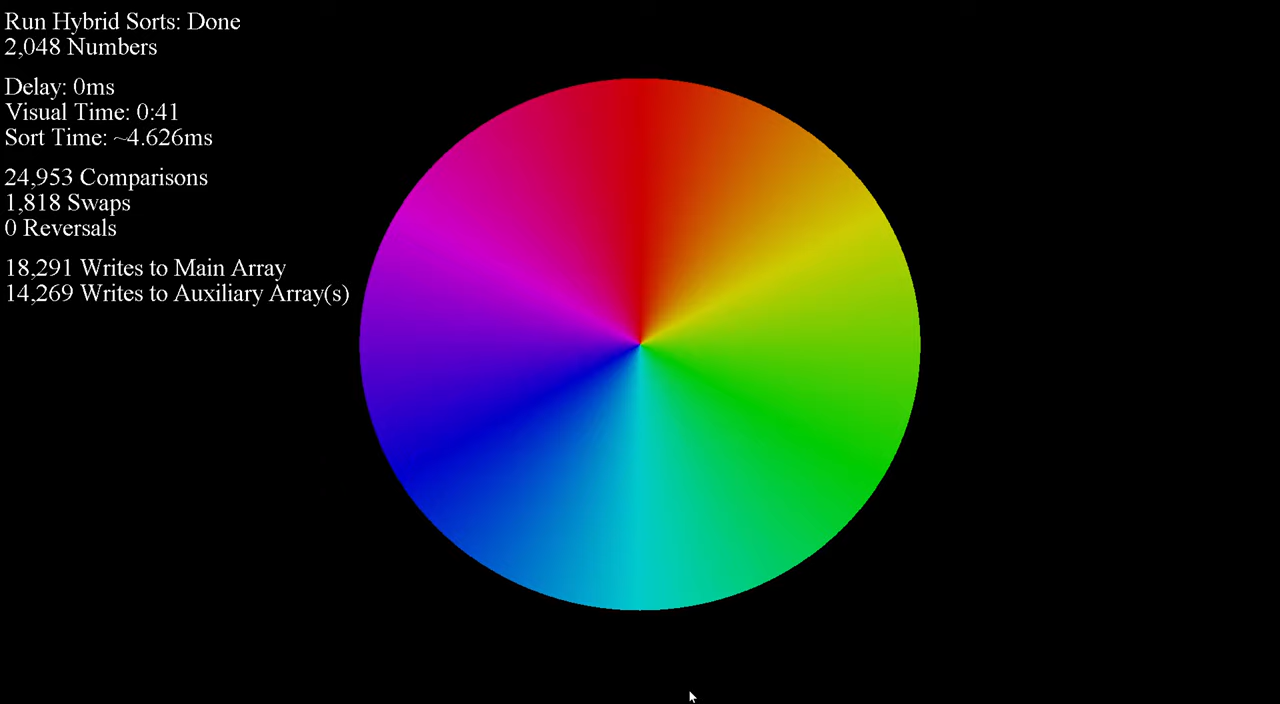 Run Hybrid Sorts: Done
2,048 Numbers
Delay: 0ms
Visual Time: 0:41
Sort Time: ~4.626ms
24,953 Comparisons
1,818 Swaps
0 Reversals
18,291 Writes to Main Array
14,269 Writes to Auxiliary Array(s)